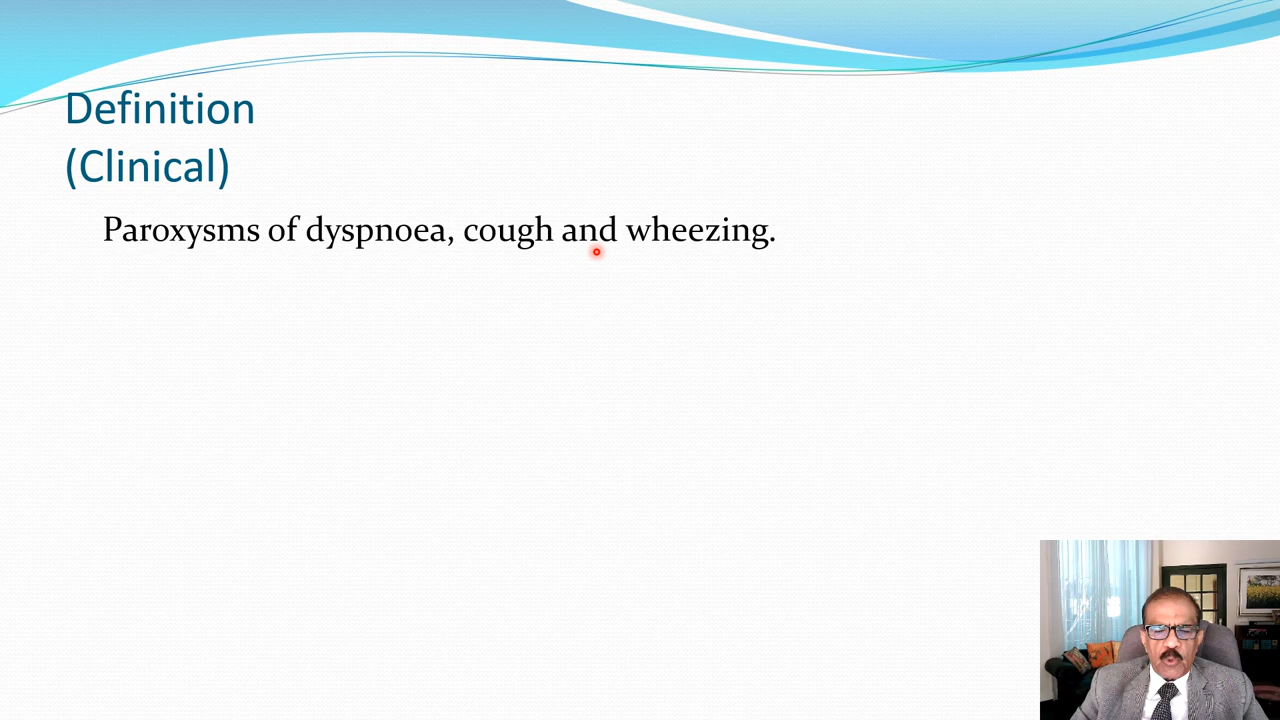 Definition
(Clinical)
Paroxysms of dyspnoea, cough and wheezing.